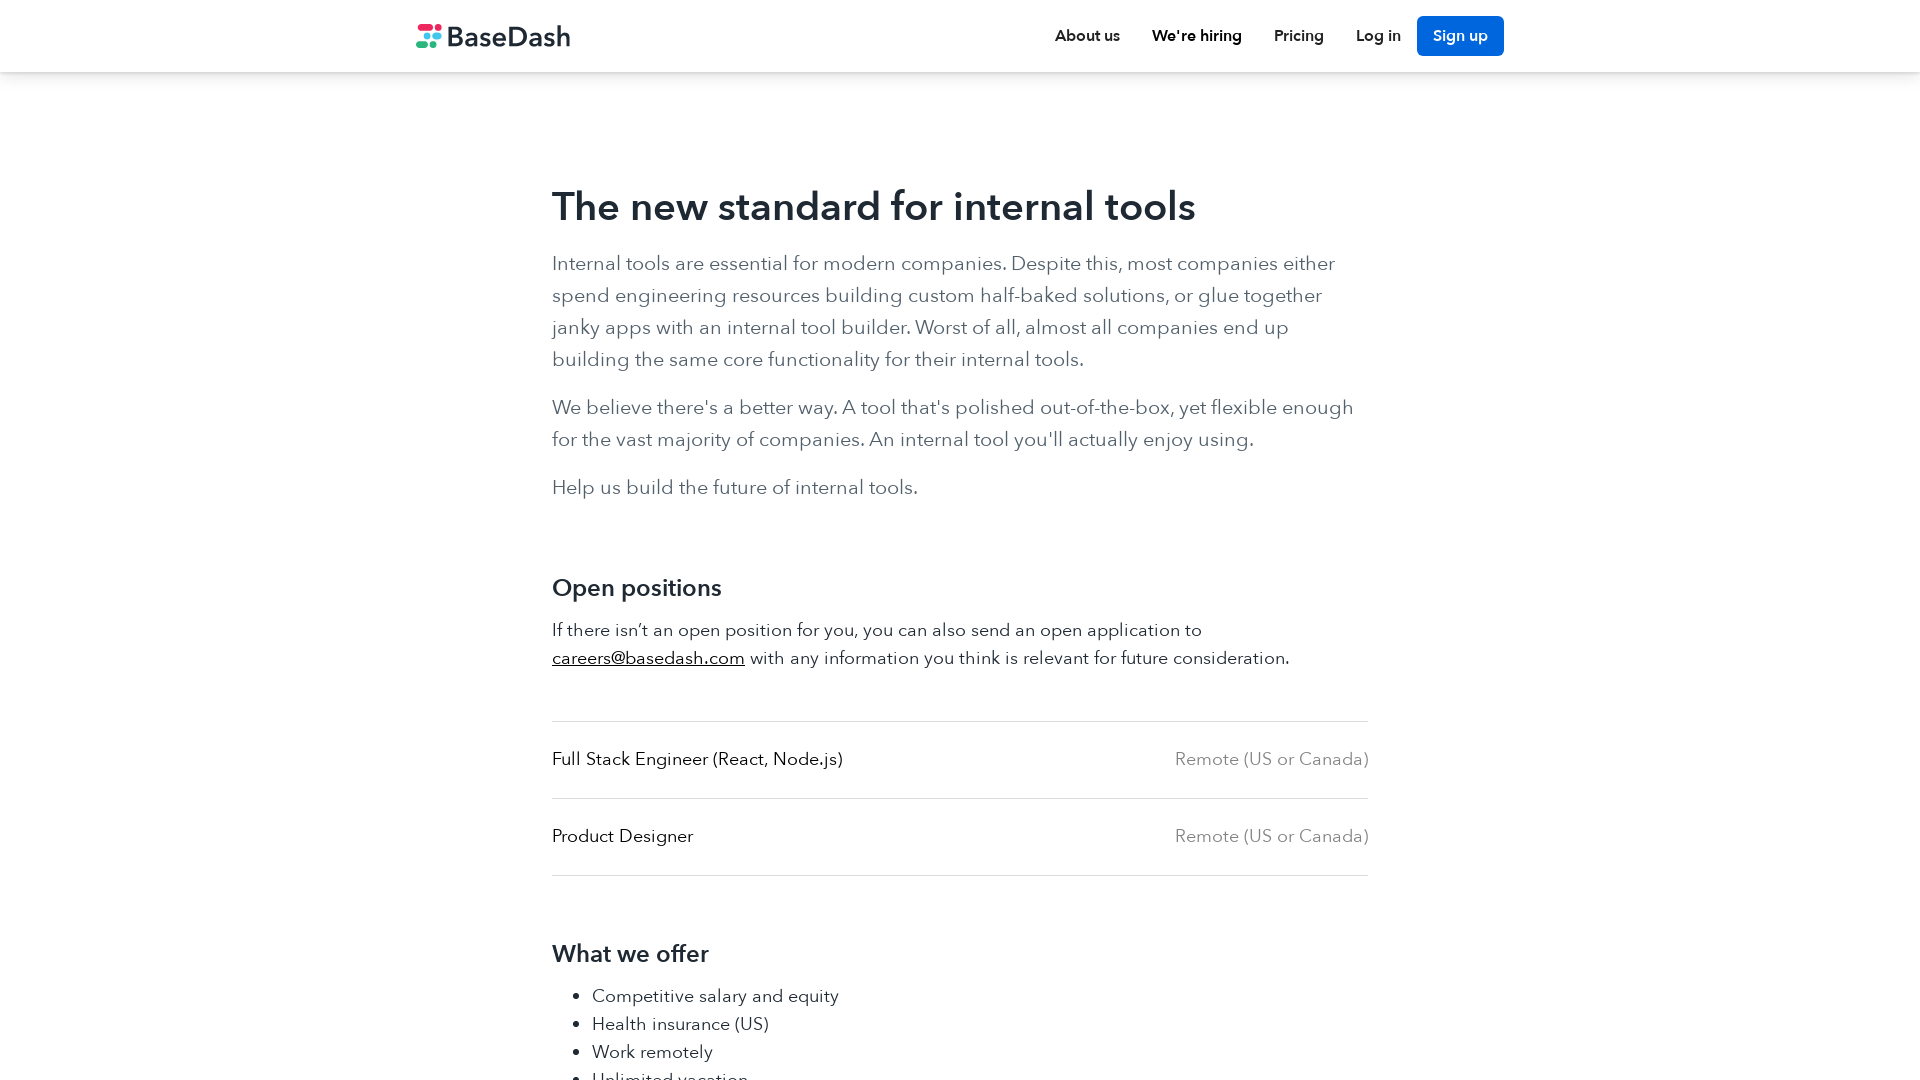 BaseDash
About us
We're hiring
Pricing
Log in
Sign up
The new standard for internal tools
Internal tools are essential for modern companies. Despite this, most companies either
spend engineering resources building custom half-baked solutions, or glue together
janky apps with an internal tool builder. Worst of all, almost all companies end up
building the same core functionality for their internal tools.
We believe there's a better way. A tool that's polished out-of-the-box, yet flexible enough
for the vast majority of companies. An internal tool you'll actually enjoy using.
Help us build the future of internal tools.
Open positions
If there isn’t an open position for you, you can also send an open application to
careers@basedash.com with any information you think is relevant for future consideration.
Full Stack Engineer (React, Node.js)
Remote (US or Canada)
Product Designer
Remote (US or Canada)
What we offer
Competitive salary and equity
Health insurance (US)
Work remotely
Unlimited vacation